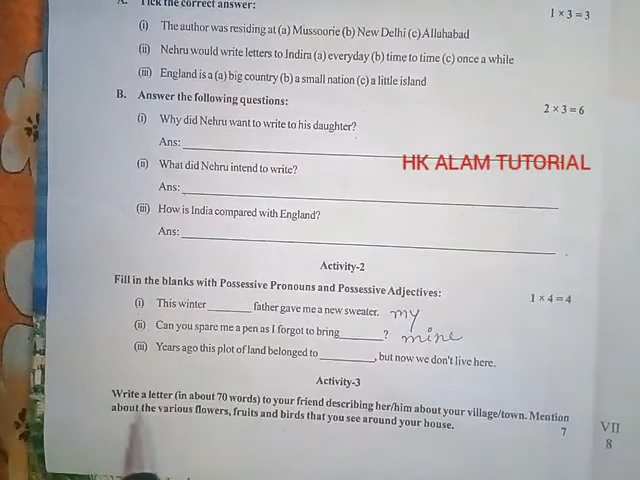 A. Tick the correct answer: 1 × 3 = 3
(i) The author was residing at (a) Mussoorie (b) New Delhi (c) Allahabad
(ii) Nehru would write letters to Indira (a) everyday (b) time to time (c) once a while
(iii) England is a (a) big country (b) a small nation (c) a little island
B. Answer the following questions: 2 × 3 = 6
(i) Why did Nehru want to write to his daughter?
Ans:
HK ALAM TUTORIAL
(ii) What did Nehru intend to write?
Ans:
(iii) How is India compared with England?
Ans:
Activity-2
Fill in the blanks with Possessive Pronouns and Possessive Adjectives: 1 × 4 = 4
(i) This winter ________ father gave me a new sweater. my
(ii) Can you spare me a pen as I forgot to bring ________? mine
(iii) Years ago this plot of land belonged to ________, but now we don't live here.
Activity-3
Write a letter (in about 70 words) to your friend describing her/him about your village/town. Mention
about the various flowers, fruits and birds that you see around your house. 7
VII
8